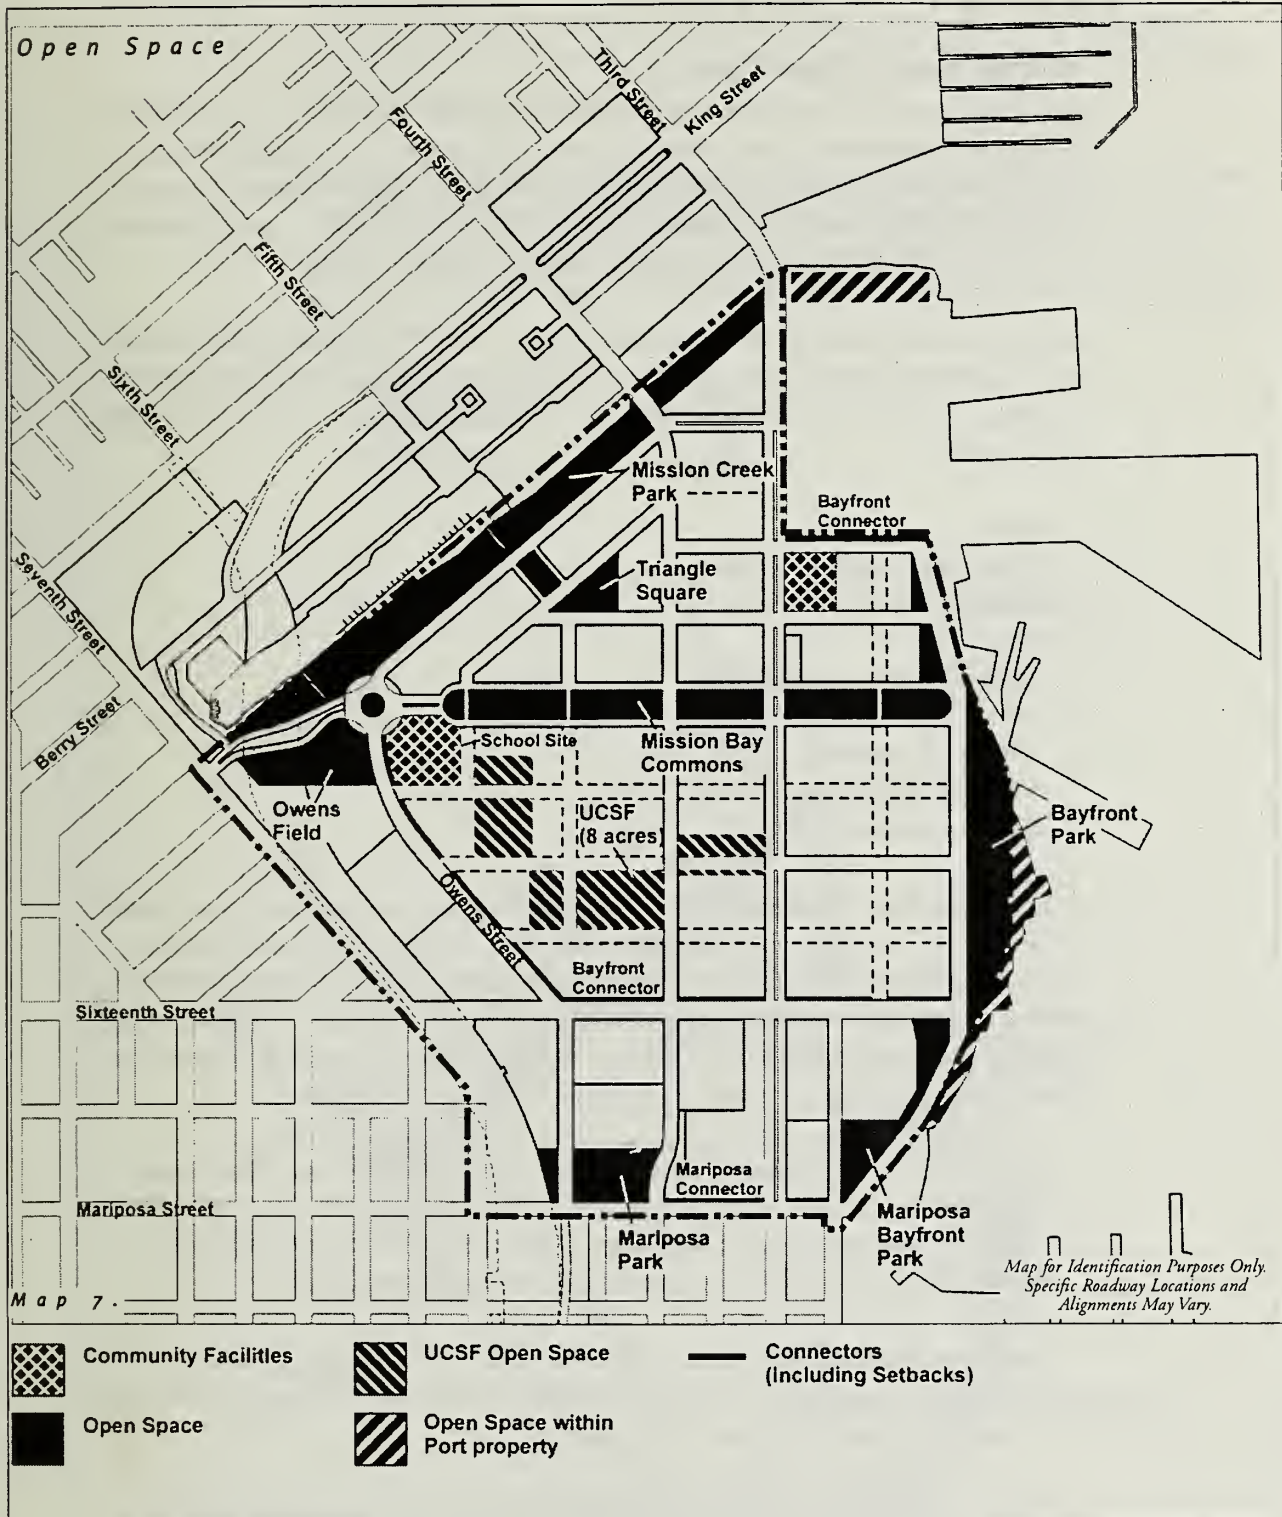 Open Space
Third Street
King Street
Fourth Street
Fifth Street
Sixth Street
Seventh Street
Berry Street
Mission Creek
Park
Bayfront
Connector
Triangle
Square
School Site
Mission Bay
Commons
Owens
Field
UCSF
(8 acres)
Bayfront
Park
Owens Street
Bayfront
Connector
Sixteenth Street
Mariposa
Connector
Mariposa Street
Mariposa
Park
Mariposa
Bayfront
Park
Map for Identification Purposes Only.
Specific Roadway Locations and
Alignments May Vary.
Map 7.
Community Facilities
UCSF Open Space
Connectors
(Including Setbacks)
Open Space
Open Space within
Port property